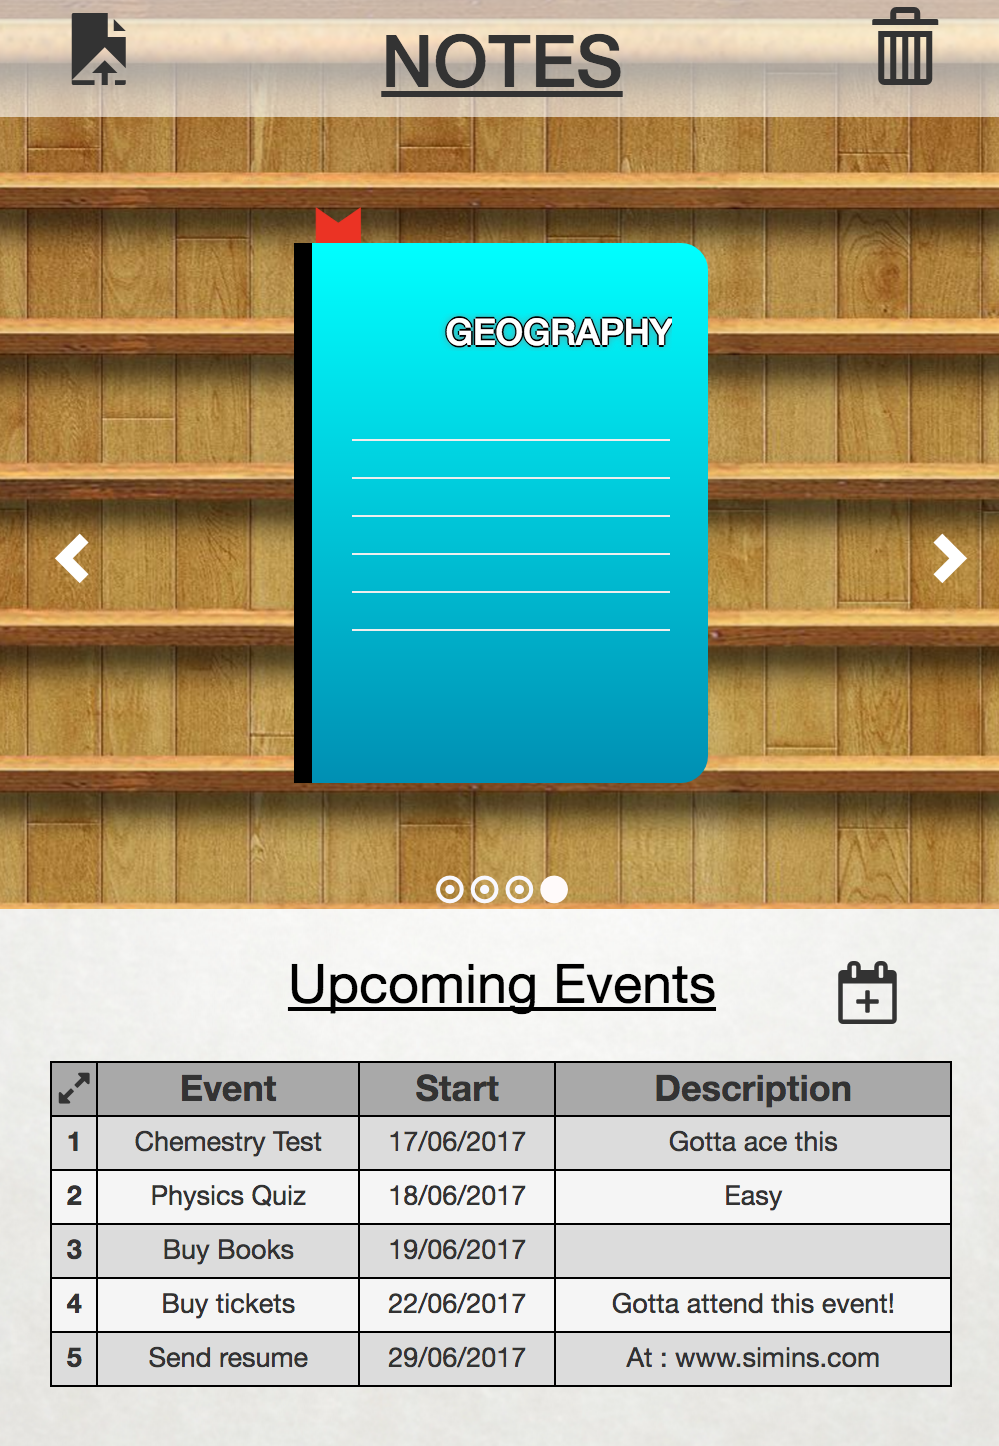 NOTES
GEOGRAPHY
Upcoming Events
Event Start Description
1 Chemestry Test 17/06/2017 Gotta ace this
2 Physics Quiz 18/06/2017 Easy
3 Buy Books 19/06/2017
4 Buy tickets 22/06/2017 Gotta attend this event!
5 Send resume 29/06/2017 At : www.simins.com